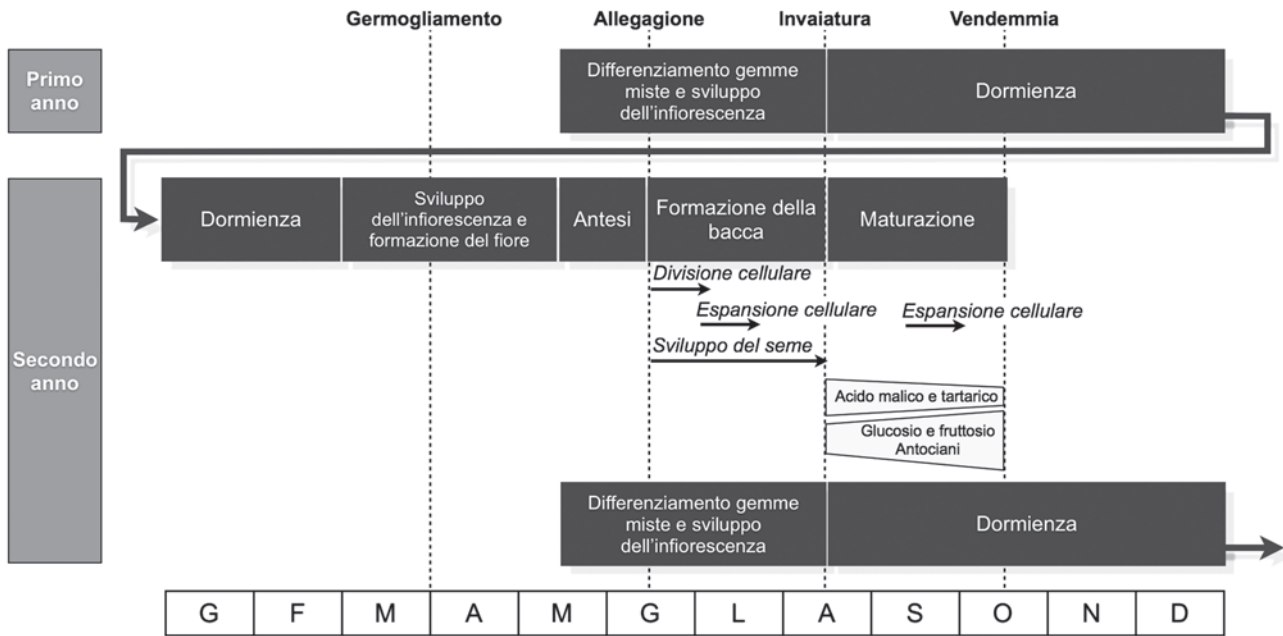 Germogliamento
Allegagione
Invaiatura
Vendemmia
Primo
anno
Differenziamento gemme
miste e sviluppo
dell'infiorescenza
Dormienza
Secondo
anno
Dormienza
Sviluppo
dell'infiorescenza e
formazione del fiore
Antesi
Formazione della
bacca
Maturazione
Divisione cellulare
Espansione cellulare
Espansione cellulare
Sviluppo del seme
Acido malico e tartarico
Glucosio e fruttosio
Antociani
Differenziamento gemme
miste e sviluppo
dell'infiorescenza
Dormienza
G F M A M G L A S O N D